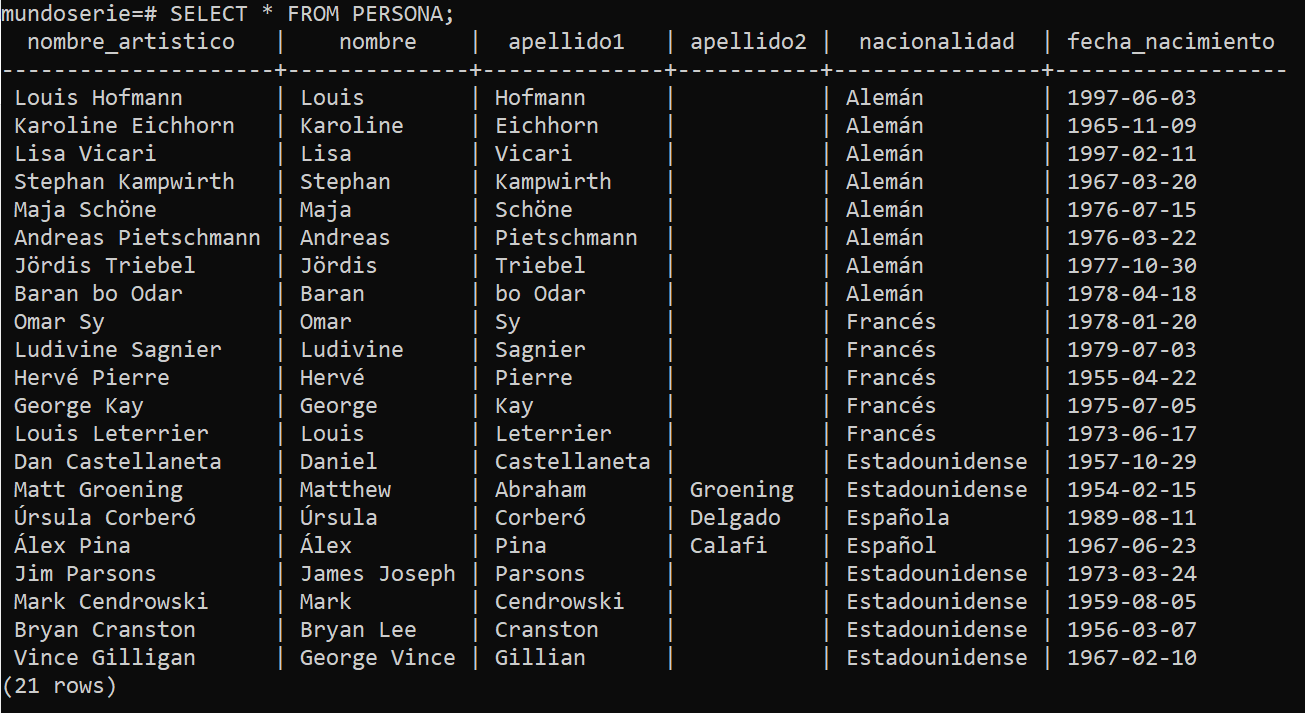 mundoserie=# SELECT * FROM PERSONA;
  nombre_artistico   |    nombre    |  apellido1   | apellido2 |  nacionalidad  | fecha_nacimiento
---------------------+--------------+--------------+-----------+----------------+------------------
 Louis Hofmann       | Louis        | Hofmann      |           | Alemán         | 1997-06-03
 Karoline Eichhorn   | Karoline     | Eichhorn     |           | Alemán         | 1965-11-09
 Lisa Vicari         | Lisa         | Vicari       |           | Alemán         | 1997-02-11
 Stephan Kampwirth   | Stephan      | Kampwirth    |           | Alemán         | 1967-03-20
 Maja Schöne         | Maja         | Schöne       |           | Alemán         | 1976-07-15
 Andreas Pietschmann | Andreas      | Pietschmann  |           | Alemán         | 1976-03-22
 Jördis Triebel      | Jördis       | Triebel      |           | Alemán         | 1977-10-30
 Baran bo Odar       | Baran        | bo Odar      |           | Alemán         | 1978-04-18
 Omar Sy             | Omar         | Sy           |           | Francés        | 1978-01-20
 Ludivine Sagnier    | Ludivine     | Sagnier      |           | Francés        | 1979-07-03
 Hervé Pierre        | Hervé        | Pierre       |           | Francés        | 1955-04-22
 George Kay          | George       | Kay          |           | Francés        | 1975-07-05
 Louis Leterrier     | Louis        | Leterrier    |           | Francés        | 1973-06-17
 Dan Castellaneta    | Daniel       | Castellaneta |           | Estadounidense | 1957-10-29
 Matt Groening       | Matthew      | Abraham      | Groening  | Estadounidense | 1954-02-15
 Úrsula Corberó      | Úrsula       | Corberó      | Delgado   | Española       | 1989-08-11
 Álex Pina           | Álex         | Pina         | Calafi    | Español        | 1967-06-23
 Jim Parsons         | James Joseph | Parsons      |           | Estadounidense | 1973-03-24
 Mark Cendrowski     | Mark         | Cendrowski   |           | Estadounidense | 1959-08-05
 Bryan Cranston      | Bryan Lee    | Cranston     |           | Estadounidense | 1956-03-07
 Vince Gilligan      | George Vince | Gillian      |           | Estadounidense | 1967-02-10
(21 rows)